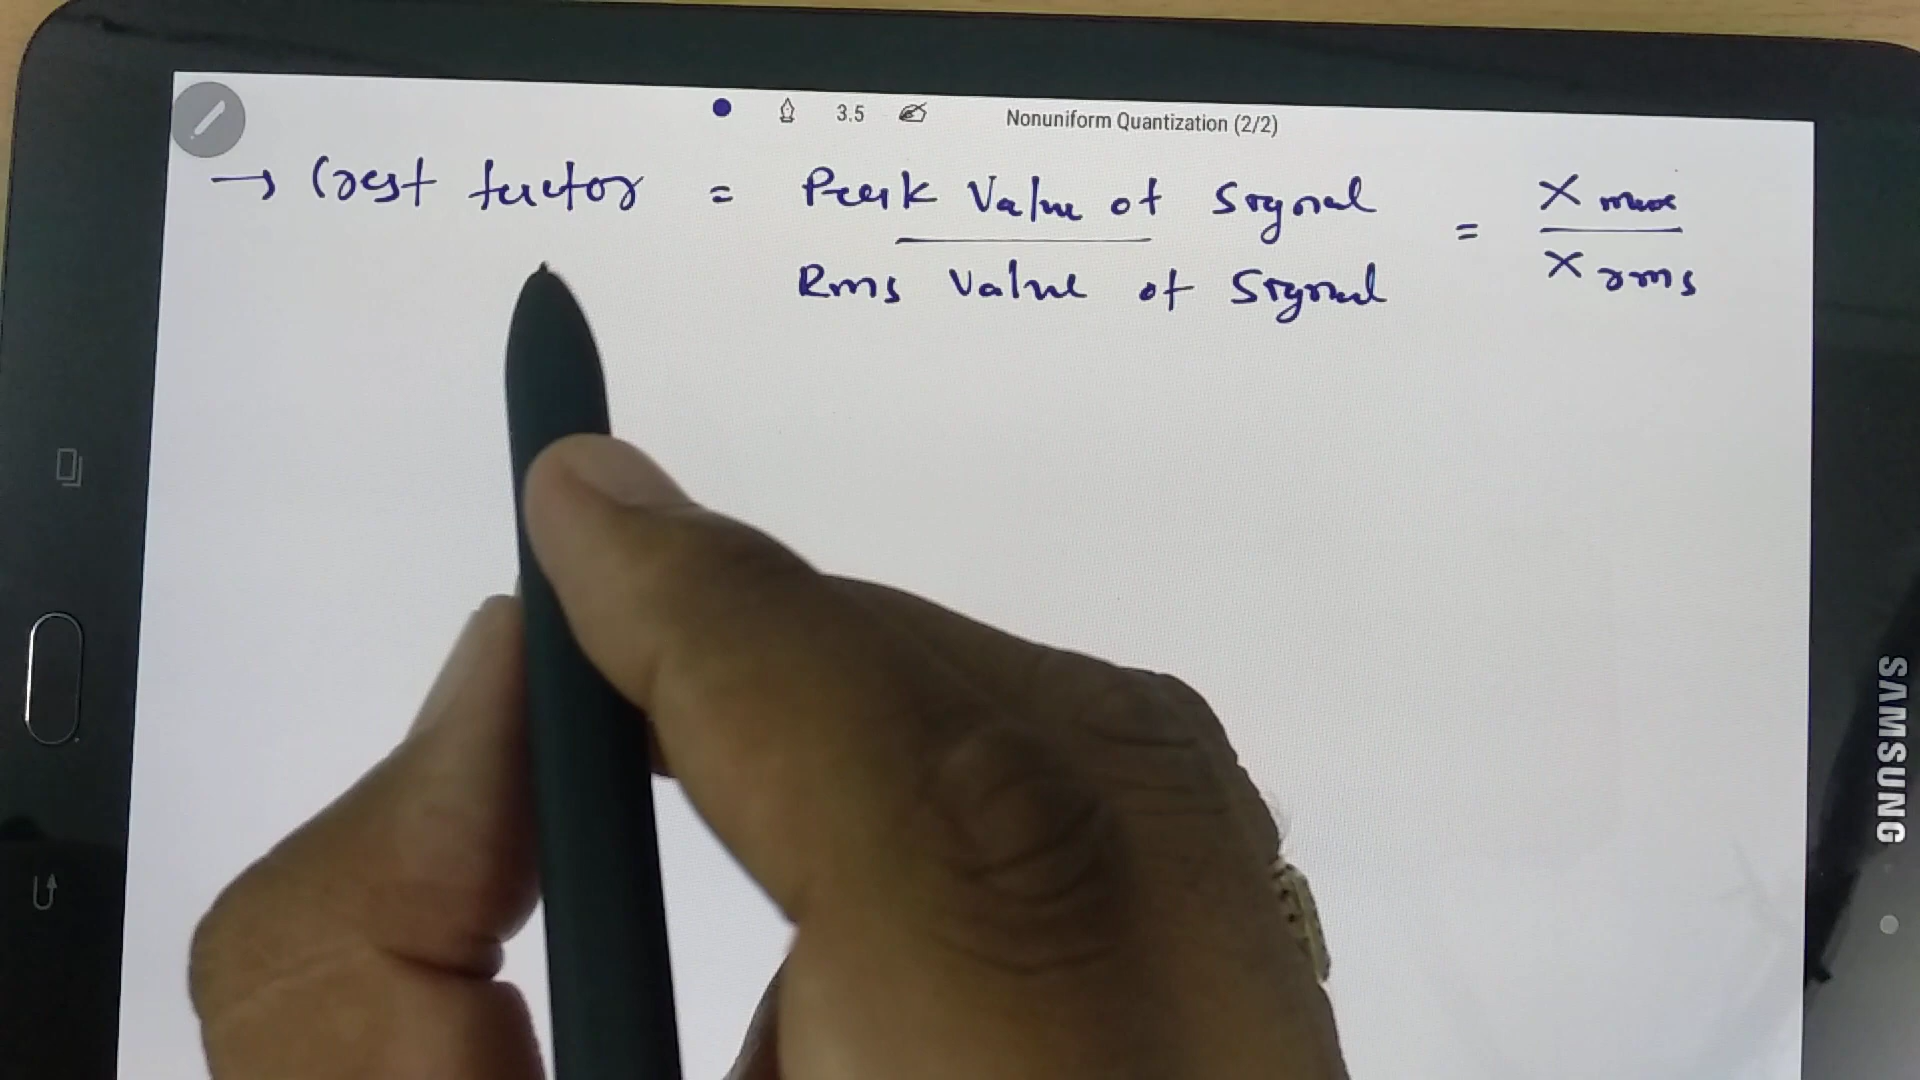 3.5 Nonuniform Quantization (2/2)
→ Crest factor = Peak Value of Signal = X max
Rms Value of Signal X rms
SAMSUNG